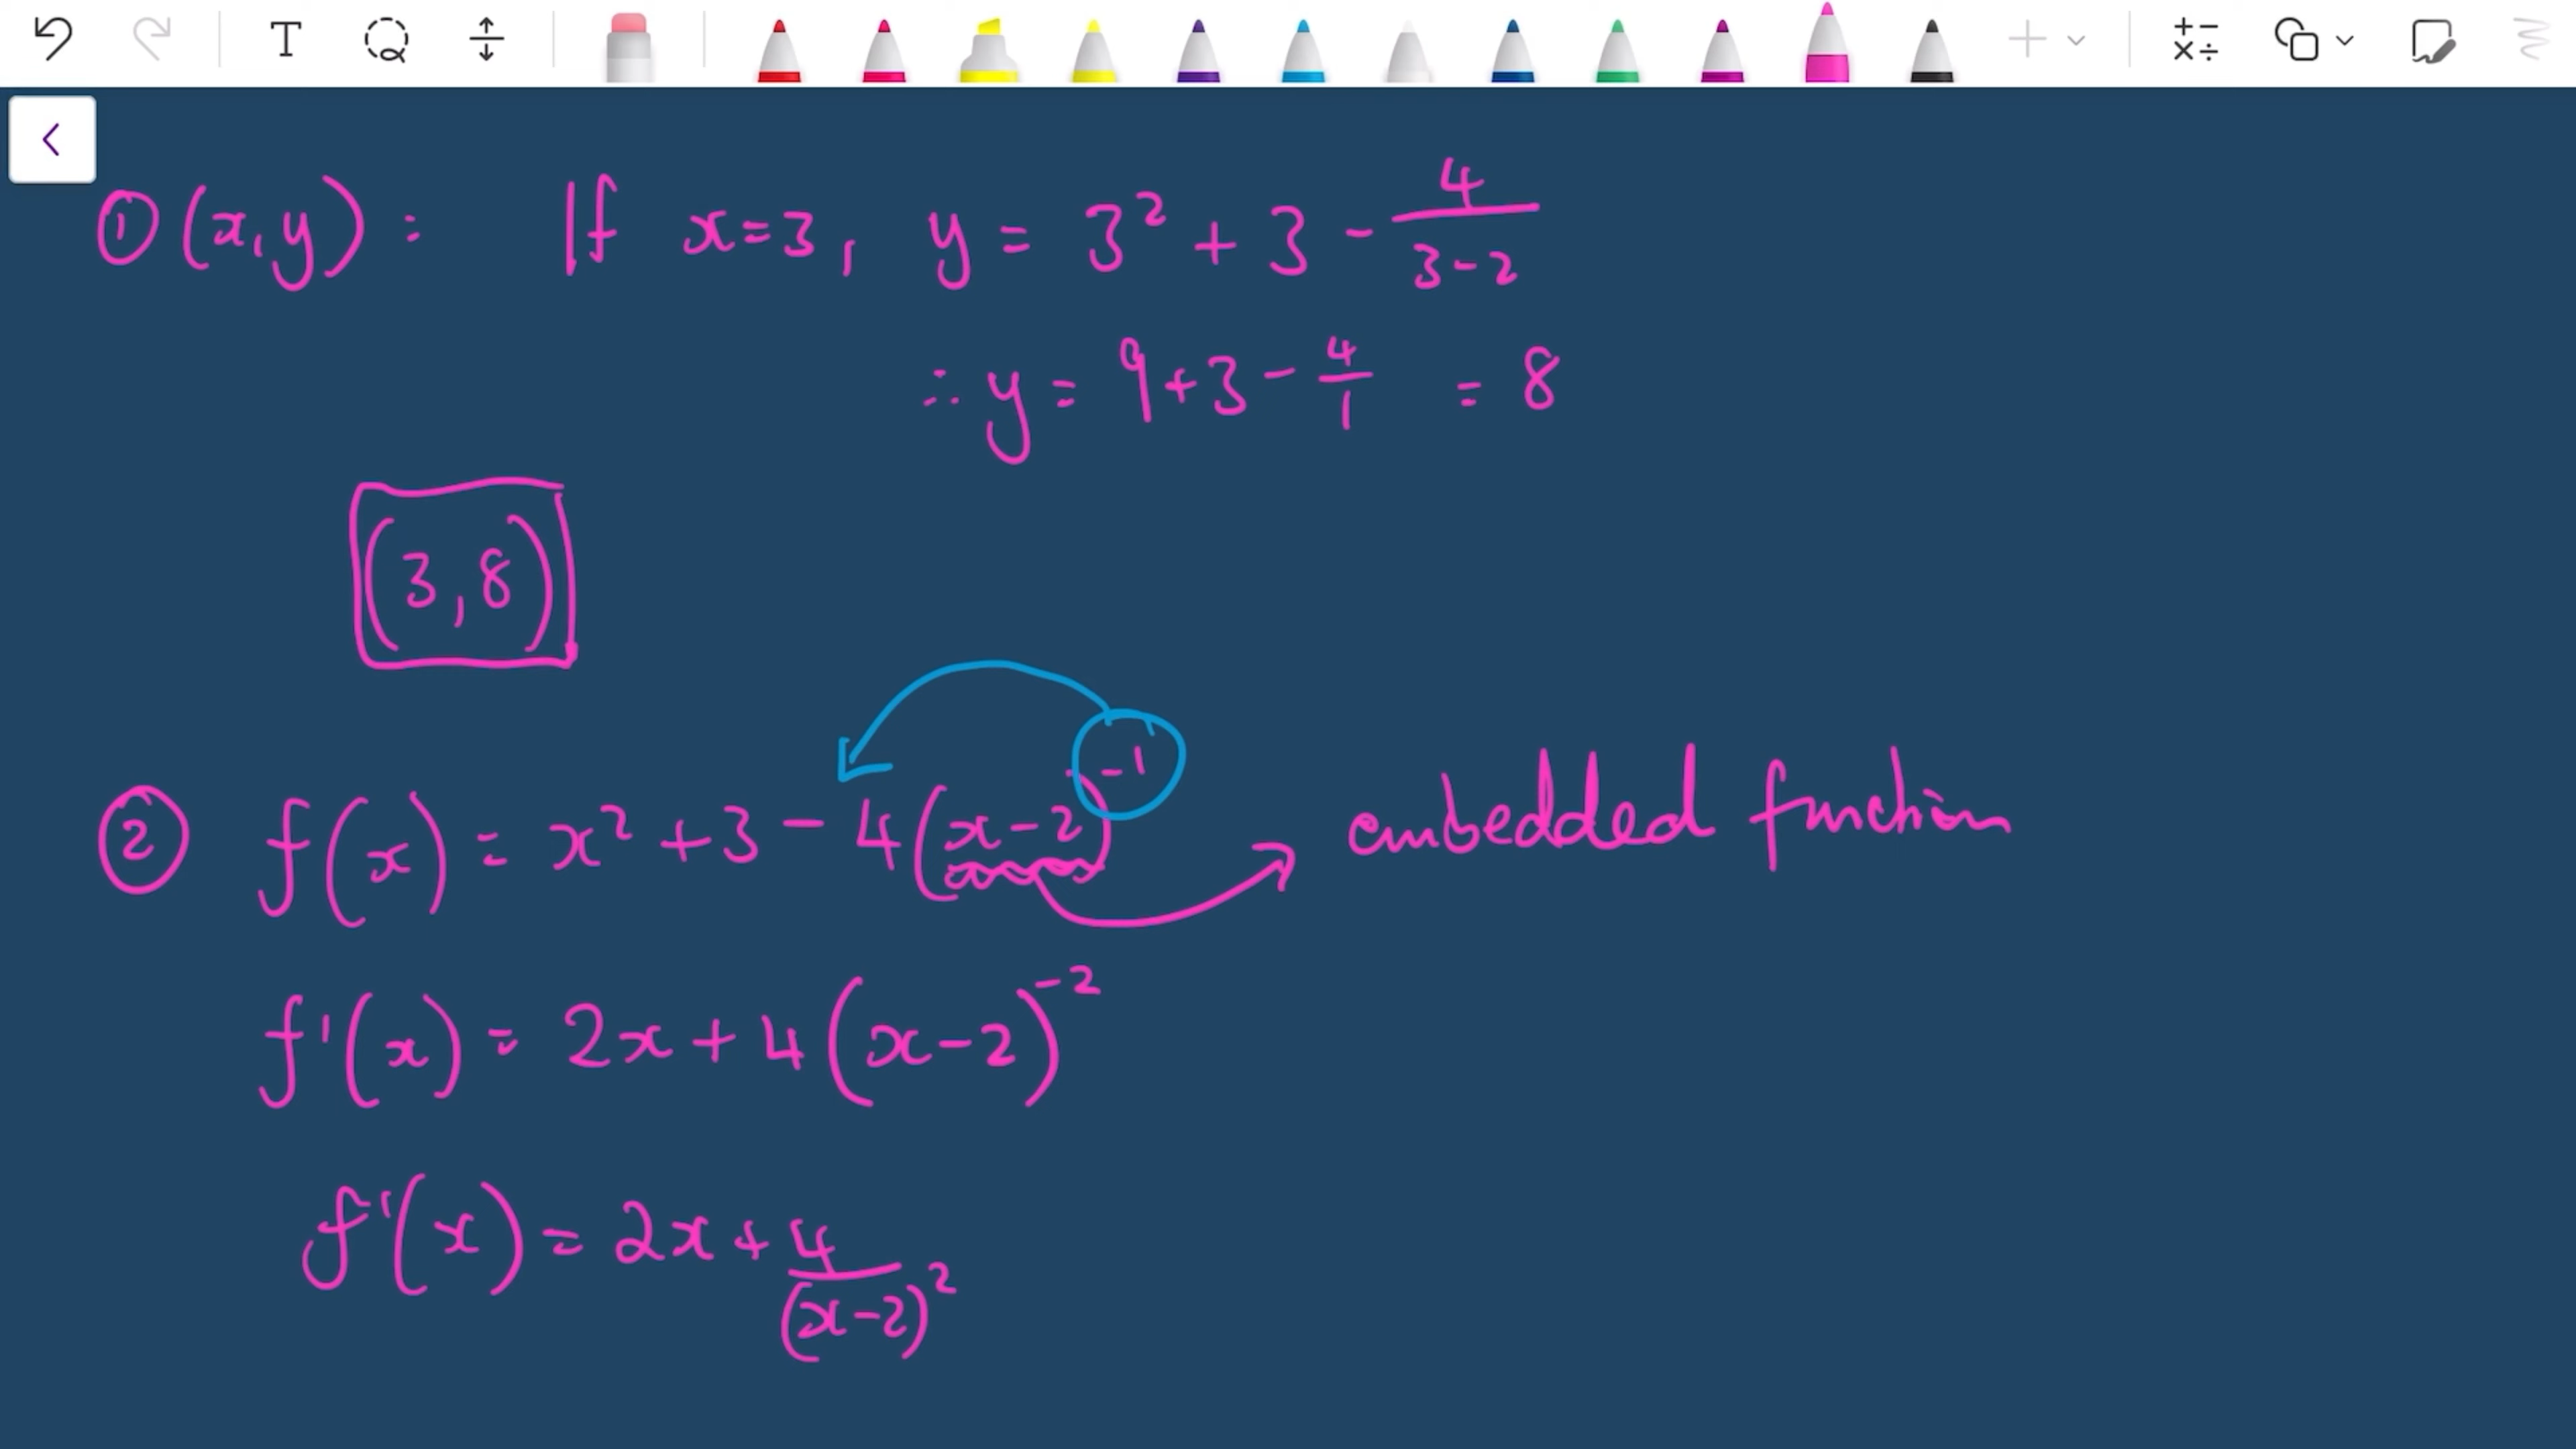 T
① (x,y) : If x=3, y = 3² + 3 - 4/(3-2)
∴ y = 9+3 - 4/1 = 8
(3,8)
② f(x) = x² + 3 - 4(x-2)⁻¹ embedded function
f'(x) = 2x + 4(x-2)⁻²
f'(x) = 2x + 4/(x-2)²